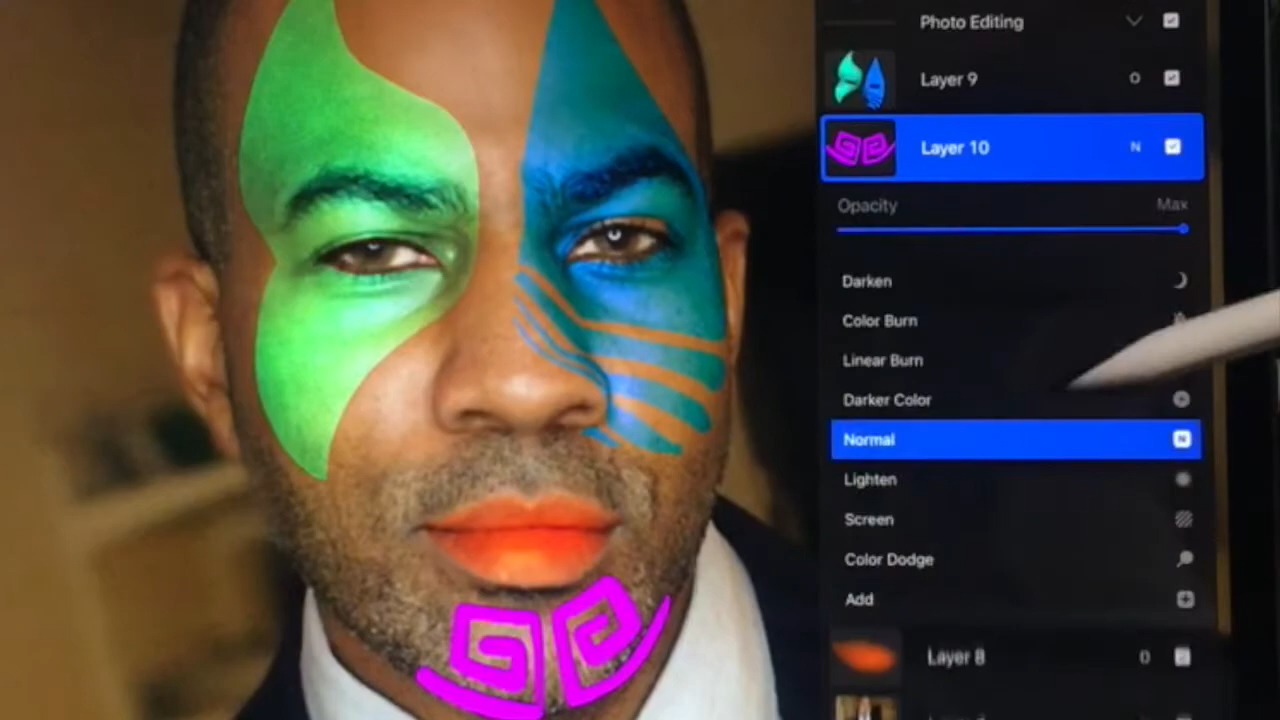 Photo Editing
Layer 9 O
Layer 10 N
Opacity Max
Darken
Color Burn
Linear Burn
Darker Color
Normal N
Lighten
Screen
Color Dodge
Add
Layer 8 O